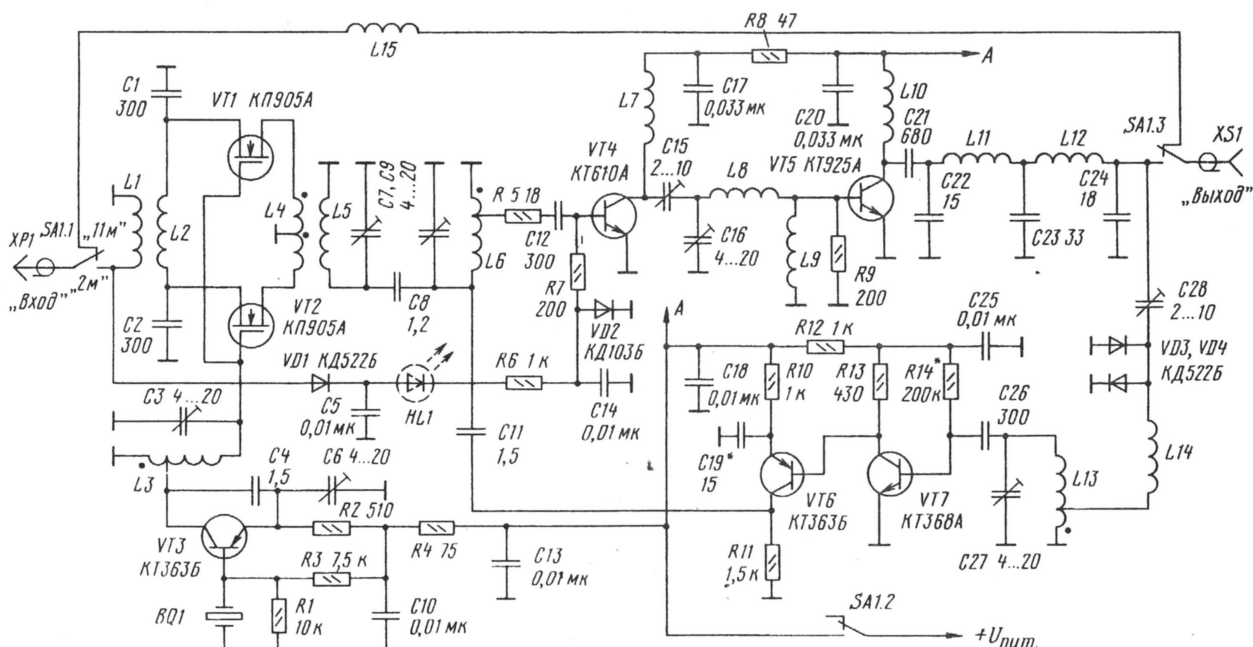 R8 47
L15
A
C1
300
VT1 КП905А
L7
C17
0,033 мк
C20
0,033 мк
L10
C21
680
L11
L12
SA1.3
XS1
„Выход"
C7, C9
4...20
VT4
КТ610А
C15
2...10
VT5 КТ925А
L8
L1
L2
L4
L5
L6
R 5 18
C12
300
C16
4...20
C22
15
C23 33
C24
18
XP1
SA1.1
„11м"
„Вход"
„2м"
L9
R9
200
R7
200
C8
1,2
VT2
КП905А
C2
300
VD2
КД103Б
A
R12 1 к
C25
0,01 мк
C28
2...10
VD1 КД522Б
R6 1 к
VD3, VD4
КД522Б
C3 4...20
C5
0,01 мк
HL1
C14
0,01 мк
C18
0,01 мк
R10
1 к
R13
430
R14*
200к
C26
300
C11
1,5
C19*
15
L14
L3
C4
1,5
C6 4...20
VT6
КТ363Б
VT7
КТ368А
L13
R2 510
VT3
КТ363Б
R3 7,5 к
R4 75
C13
0,01 мк
R11
1,5 к
C27 4...20
BQ1
R1
10 к
C10
0,01 мк
SA1.2
+Uпит.